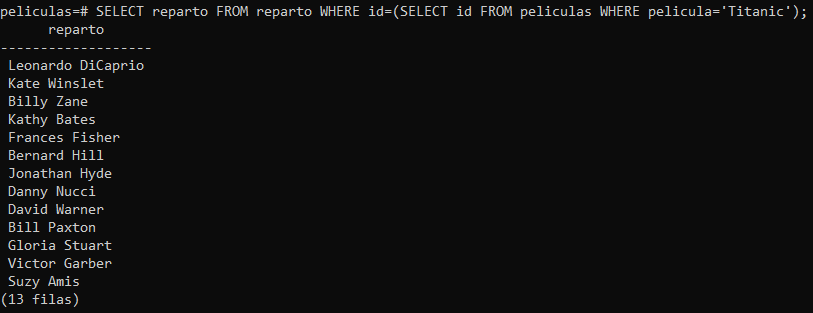 peliculas=# SELECT reparto FROM reparto WHERE id=(SELECT id FROM peliculas WHERE pelicula='Titanic');
reparto
-------------------
Leonardo DiCaprio
Kate Winslet
Billy Zane
Kathy Bates
Frances Fisher
Bernard Hill
Jonathan Hyde
Danny Nucci
David Warner
Bill Paxton
Gloria Stuart
Victor Garber
Suzy Amis
(13 filas)